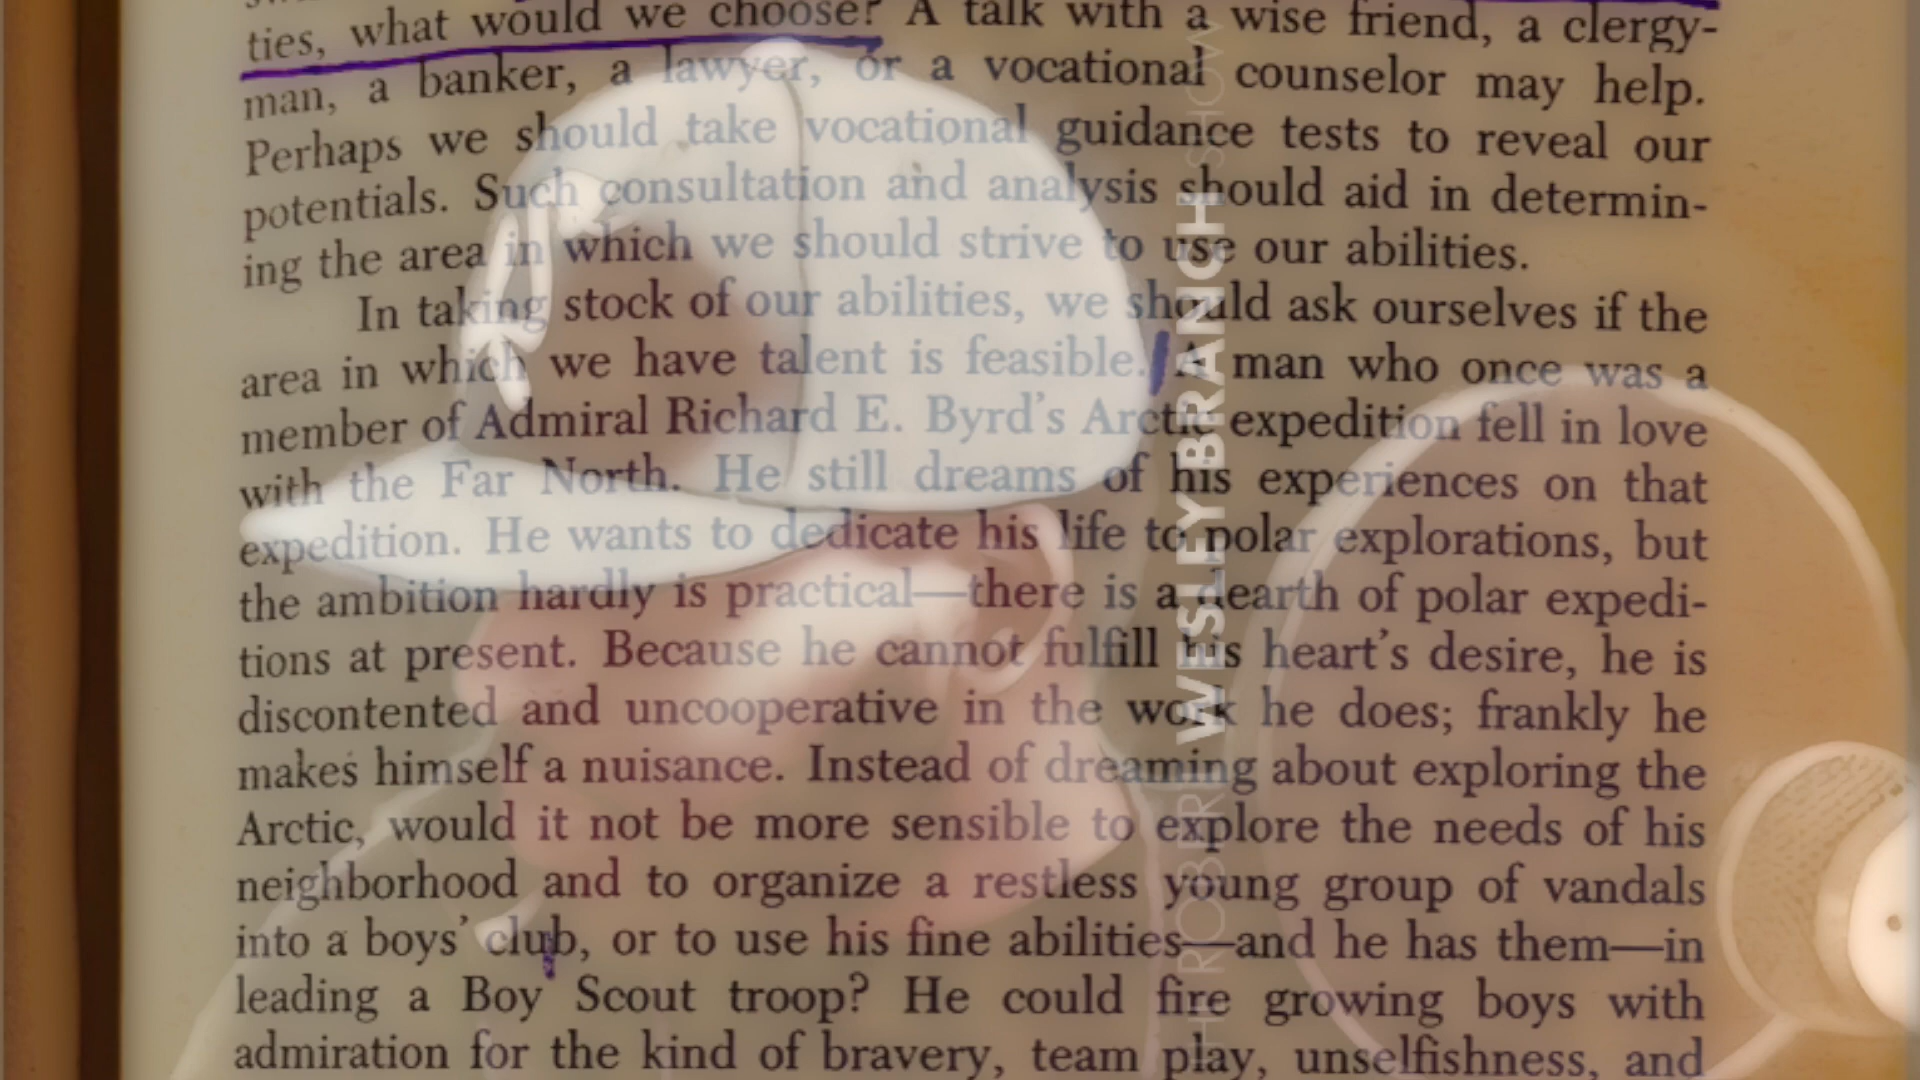 ties, what would we choose? A talk with a wise friend, a clergy-
man, a banker, a lawyer, or a vocational counselor may help.
Perhaps we should take vocational guidance tests to reveal our
potentials. Such consultation and analysis should aid in determin-
ing the area in which we should strive to use our abilities.
In taking stock of our abilities, we should ask ourselves if the
area in which we have talent is feasible. A man who once was a
member of Admiral Richard E. Byrd's Arctic expedition fell in love
with the Far North. He still dreams of his experiences on that
expedition. He wants to dedicate his life to polar explorations, but
the ambition hardly is practical—there is a dearth of polar expedi-
tions at present. Because he cannot fulfill his heart's desire, he is
discontented and uncooperative in the work he does; frankly he
makes himself a nuisance. Instead of dreaming about exploring the
Arctic, would it not be more sensible to explore the needs of his
neighborhood and to organize a restless young group of vandals
into a boys' club, or to use his fine abilities—and he has them—in
leading a Boy Scout troop? He could fire growing boys with
admiration for the kind of bravery, team play, unselfishness, and
WESLEY BRANCH SHOW